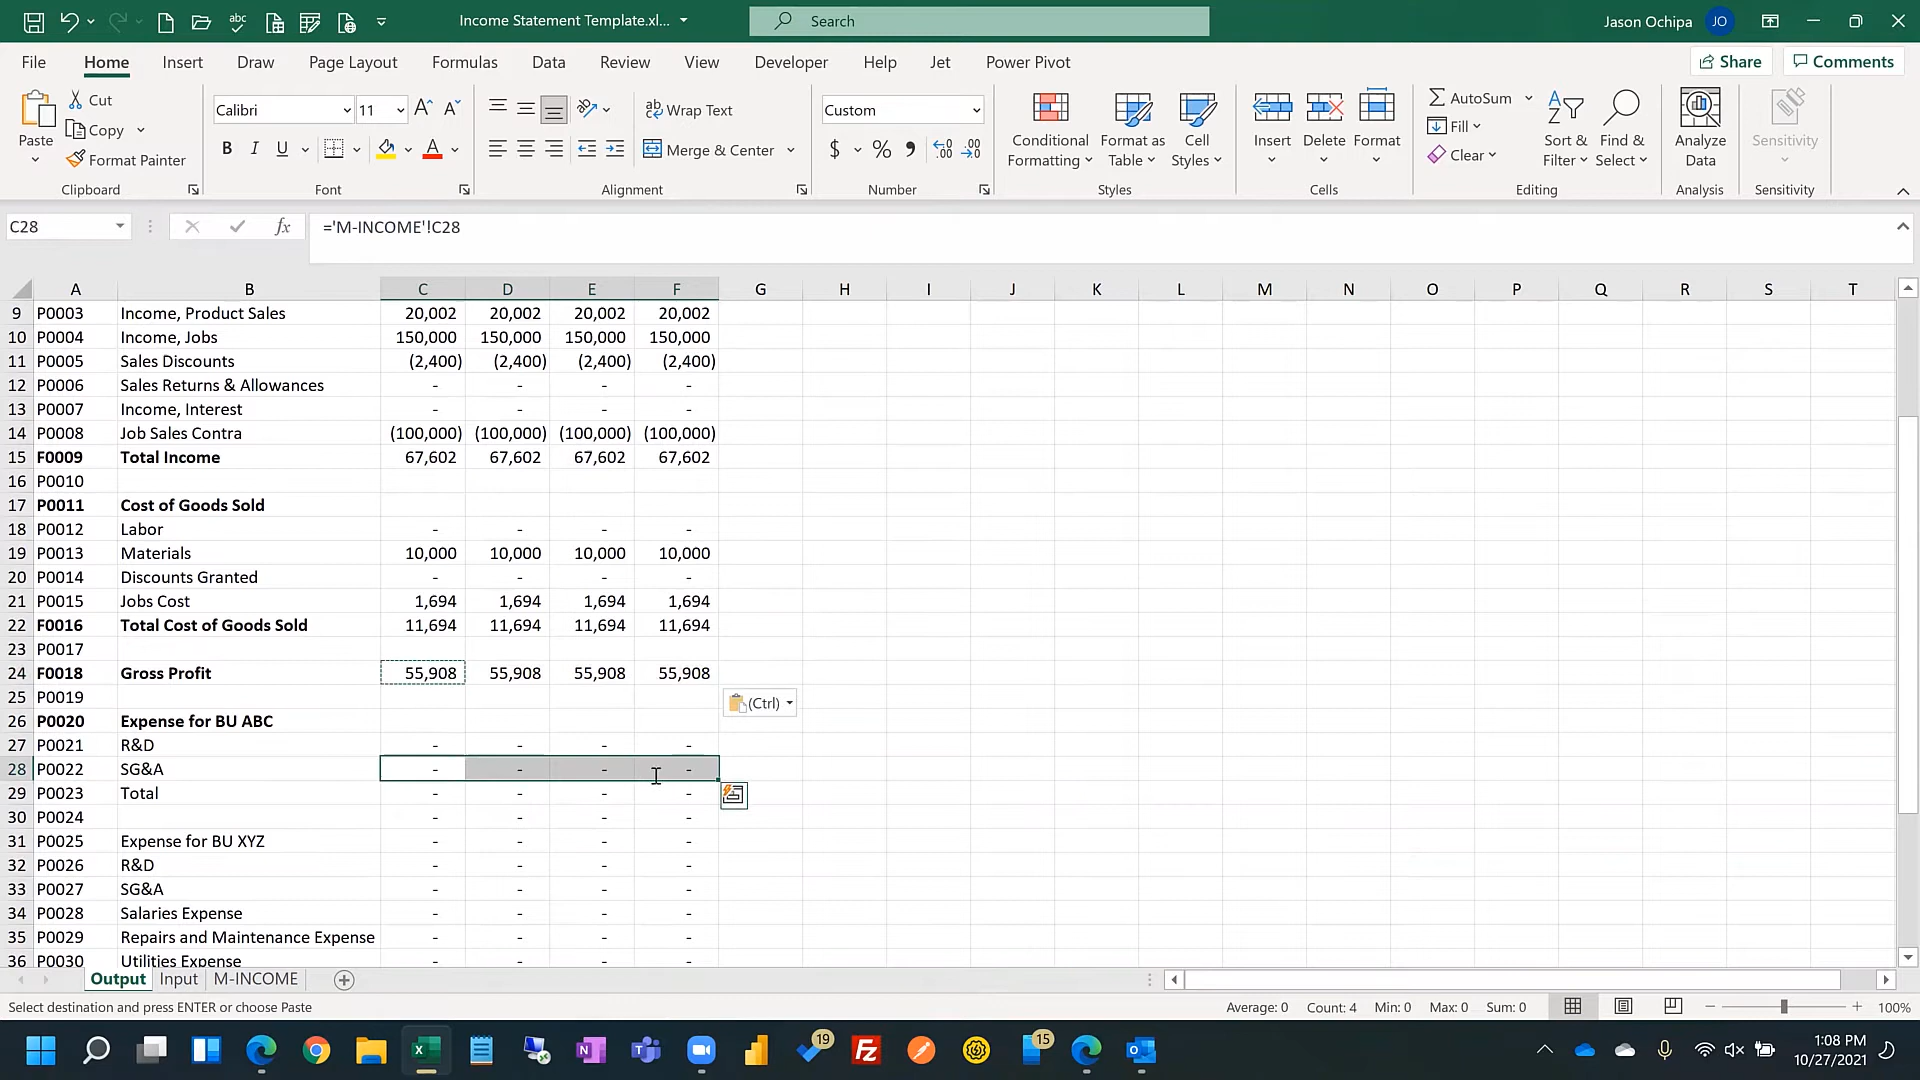 Income Statement Template.xl...
Search
Jason Ochipa JO
File Home Insert Draw Page Layout Formulas Data Review View Developer Help Jet Power Pivot Share Comments
Paste Cut Copy Format Painter
Calibri 11
B I U
Wrap Text
Merge & Center
Custom
$ % 9
Conditional Formatting
Format as Table
Cell Styles
Insert Delete Format
AutoSum
Fill
Clear
Sort & Filter
Find & Select
Analyze Data
Sensitivity
Clipboard Font Alignment Number Styles Cells Editing Analysis Sensitivity
C28 fx ='M-INCOME'!C28
A B C D E F G H I J K L M N O P Q R S T
9 P0003 Income, Product Sales 20,002 20,002 20,002 20,002
10 P0004 Income, Jobs 150,000 150,000 150,000 150,000
11 P0005 Sales Discounts (2,400) (2,400) (2,400) (2,400)
12 P0006 Sales Returns & Allowances - - - -
13 P0007 Income, Interest - - - -
14 P0008 Job Sales Contra (100,000) (100,000) (100,000) (100,000)
15 F0009 Total Income 67,602 67,602 67,602 67,602
16 P0010
17 P0011 Cost of Goods Sold
18 P0012 Labor - - - -
19 P0013 Materials 10,000 10,000 10,000 10,000
20 P0014 Discounts Granted - - - -
21 P0015 Jobs Cost 1,694 1,694 1,694 1,694
22 F0016 Total Cost of Goods Sold 11,694 11,694 11,694 11,694
23 P0017
24 F0018 Gross Profit 55,908 55,908 55,908 55,908
25 P0019
(Ctrl)
26 P0020 Expense for BU ABC
27 P0021 R&D - - - -
28 P0022 SG&A - - - -
29 P0023 Total - - - -
30 P0024 - - - -
31 P0025 Expense for BU XYZ - - - -
32 P0026 R&D - - - -
33 P0027 SG&A - - - -
34 P0028 Salaries Expense - - - -
35 P0029 Repairs and Maintenance Expense - - - -
36 P0030 Utilities Expense - - - -
Output Input M-INCOME
Select destination and press ENTER or choose Paste
Average: 0 Count: 4 Min: 0 Max: 0 Sum: 0 100%
19 15
1:08 PM
10/27/2021